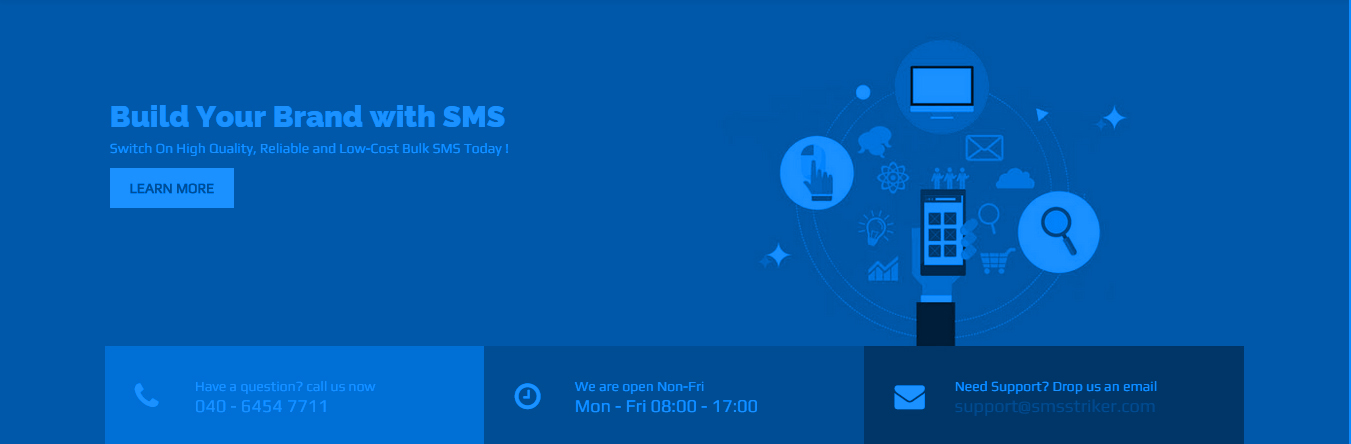 Build Your Brand with SMS
Switch On High Quality, Reliable and Low-Cost Bulk SMS Today !
LEARN MORE
Have a question? call us now
040 - 6454 7711
We are open Non-Fri
Mon - Fri 08:00 - 17:00
Need Support? Drop us an email
support@smsstriker.com